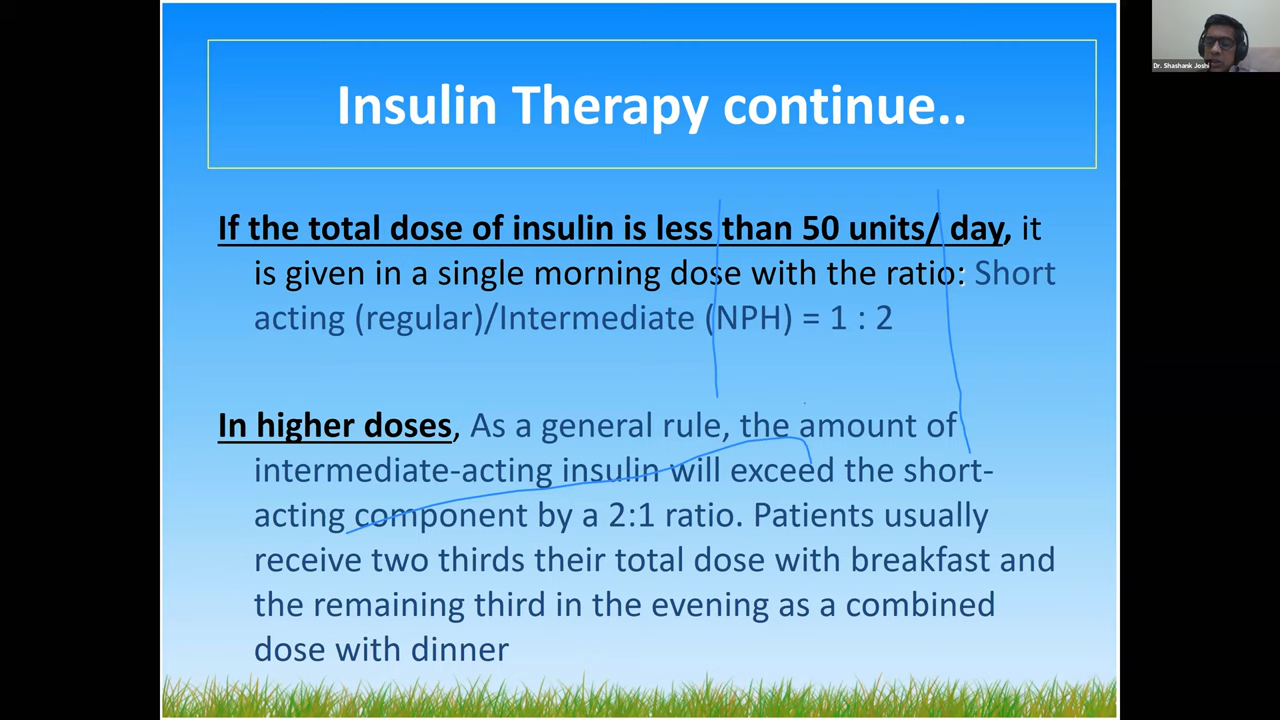 Insulin Therapy continue..
If the total dose of insulin is less than 50 units/ day, it
is given in a single morning dose with the ratio: Short
acting (regular)/Intermediate (NPH) = 1 : 2
In higher doses, As a general rule, the amount of
intermediate-acting insulin will exceed the short-
acting component by a 2:1 ratio. Patients usually
receive two thirds their total dose with breakfast and
the remaining third in the evening as a combined
dose with dinner
Dr. Shashank Joshi